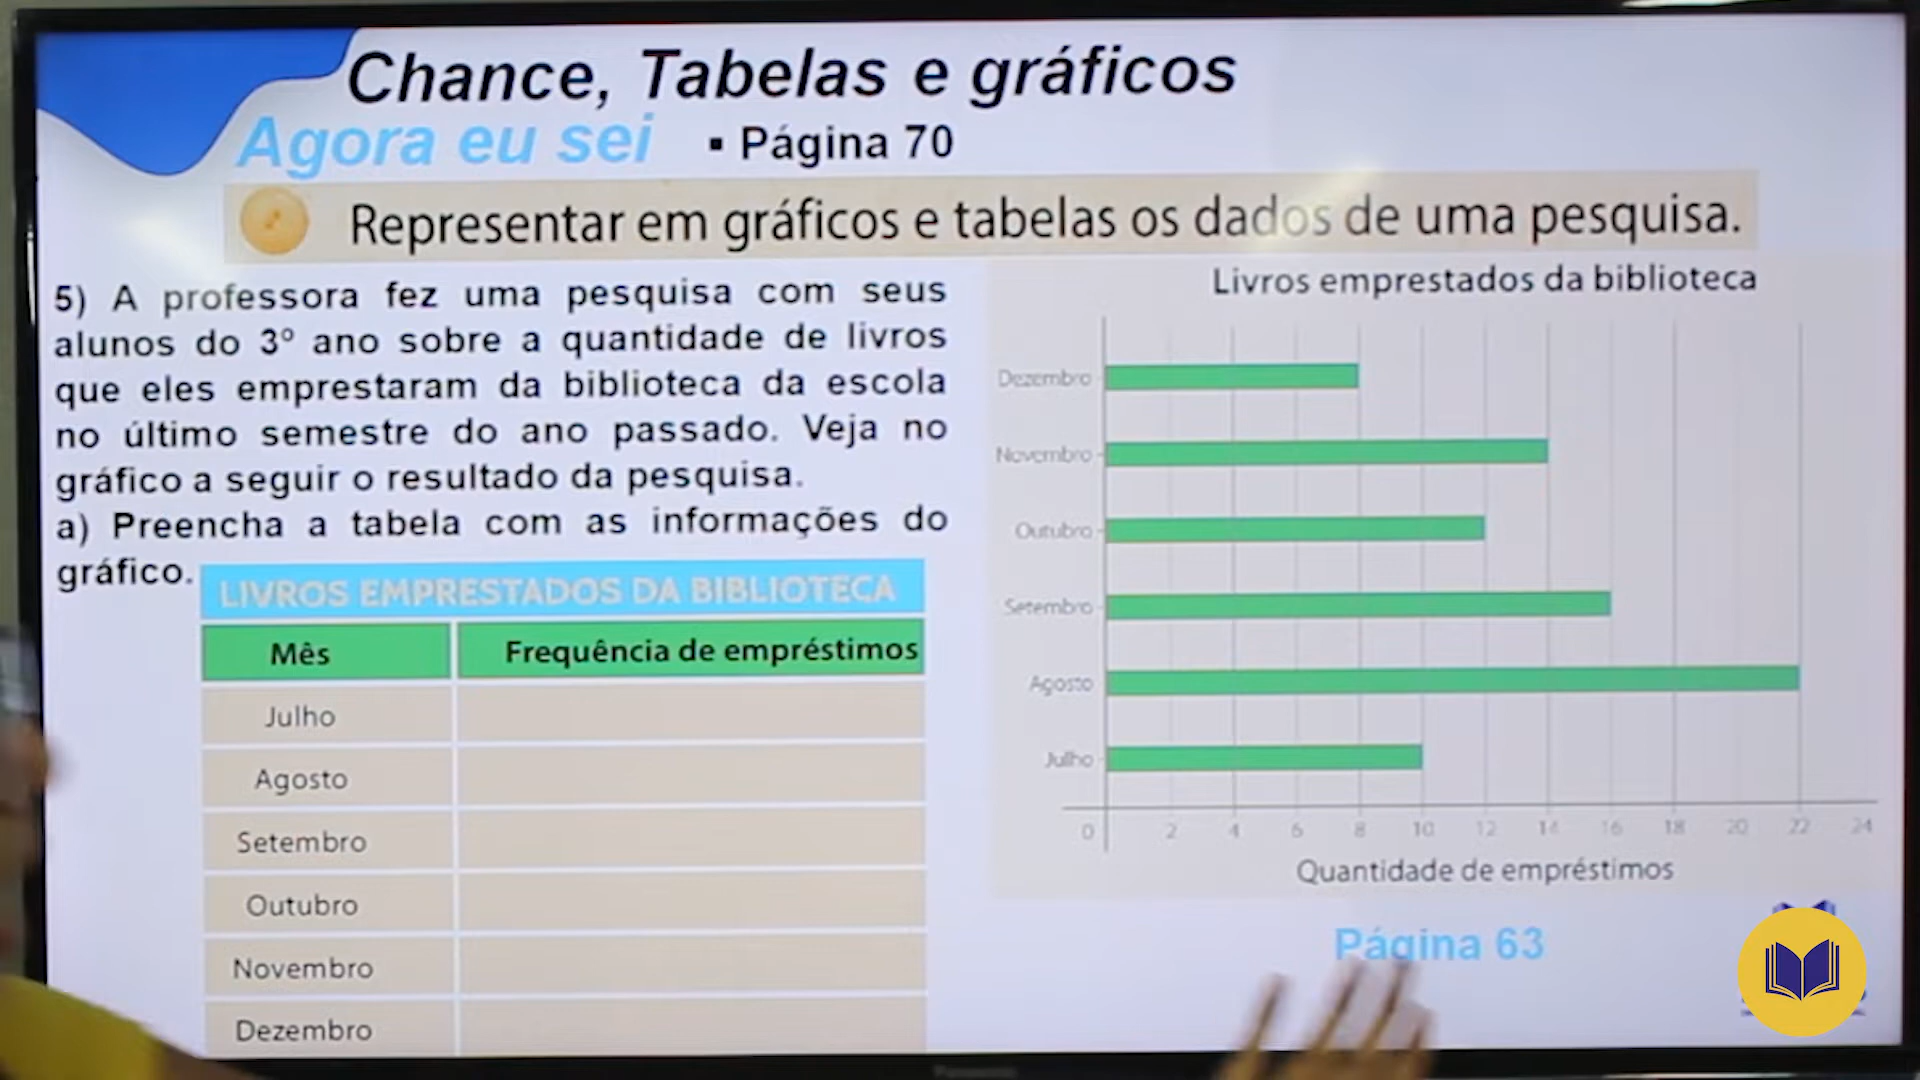 Chance, Tabelas e gráficos
Agora eu sei ▪ Página 70
Representar em gráficos e tabelas os dados de uma pesquisa.
5) A professora fez uma pesquisa com seus
alunos do 3º ano sobre a quantidade de livros
que eles emprestaram da biblioteca da escola
no último semestre do ano passado. Veja no
gráfico a seguir o resultado da pesquisa.
a) Preencha a tabela com as informações do
gráfico.
LIVROS EMPRESTADOS DA BIBLIOTECA
Mês Frequência de empréstimos
Julho
Agosto
Setembro
Outubro
Novembro
Dezembro
Livros emprestados da biblioteca
Dezembro
Novembro
Outubro
Setembro
Agosto
Julho
0 2 4 6 8 10 12 14 16 18 20 22 24
Quantidade de empréstimos
Página 63
Panasonic